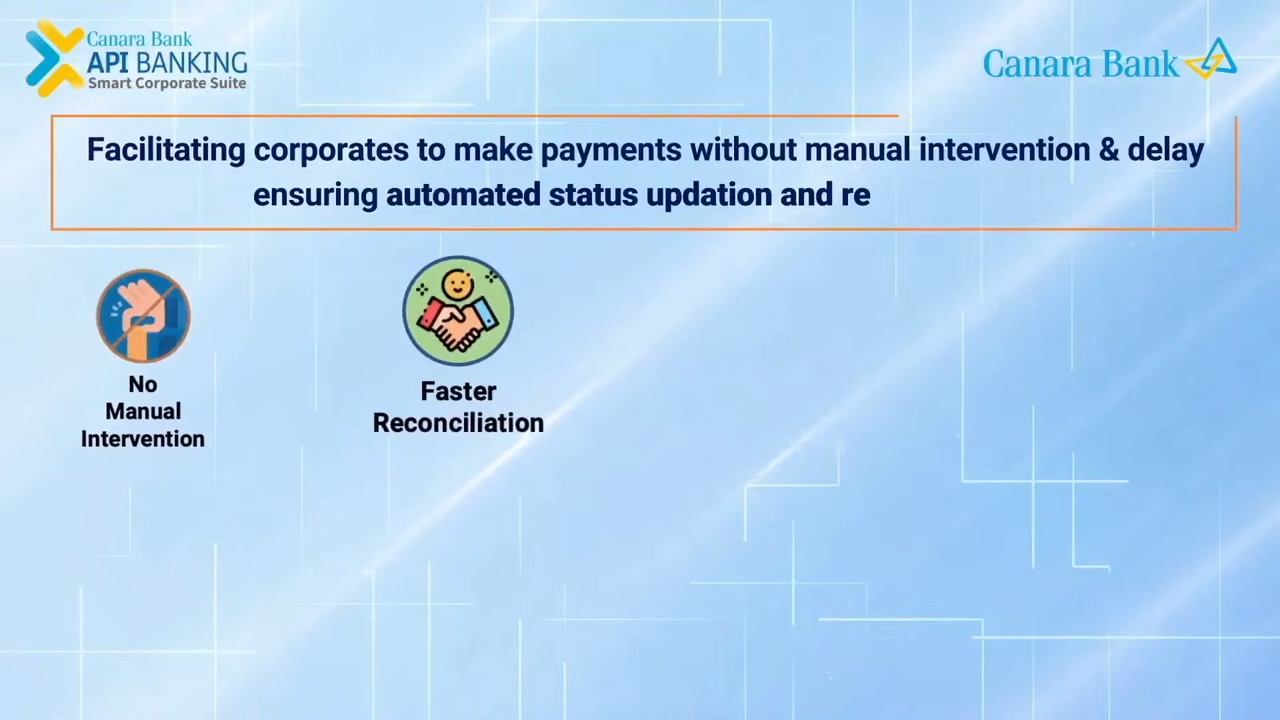 Canara Bank
API BANKING
Smart Corporate Suite
Canara Bank
Facilitating corporates to make payments without manual intervention & delay
ensuring automated status updation and re
No
Manual
Intervention
Faster
Reconciliation